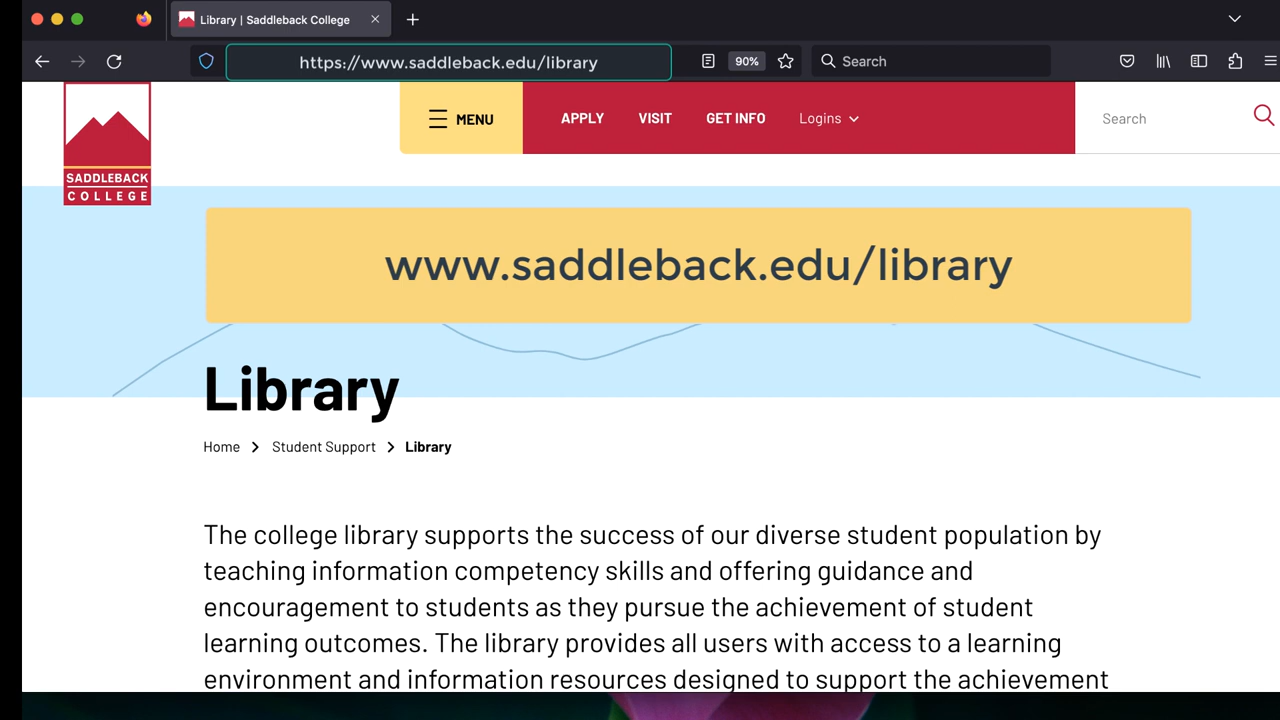 Library | Saddleback College
https://www.saddleback.edu/library
90%
Search
MENU
APPLY
VISIT
GET INFO
Logins
Search
SADDLEBACK
COLLEGE
www.saddleback.edu/library
Library
Home
Student Support
Library
The college library supports the success of our diverse student population by
teaching information competency skills and offering guidance and
encouragement to students as they pursue the achievement of student
learning outcomes. The library provides all users with access to a learning
environment and information resources designed to support the achievement